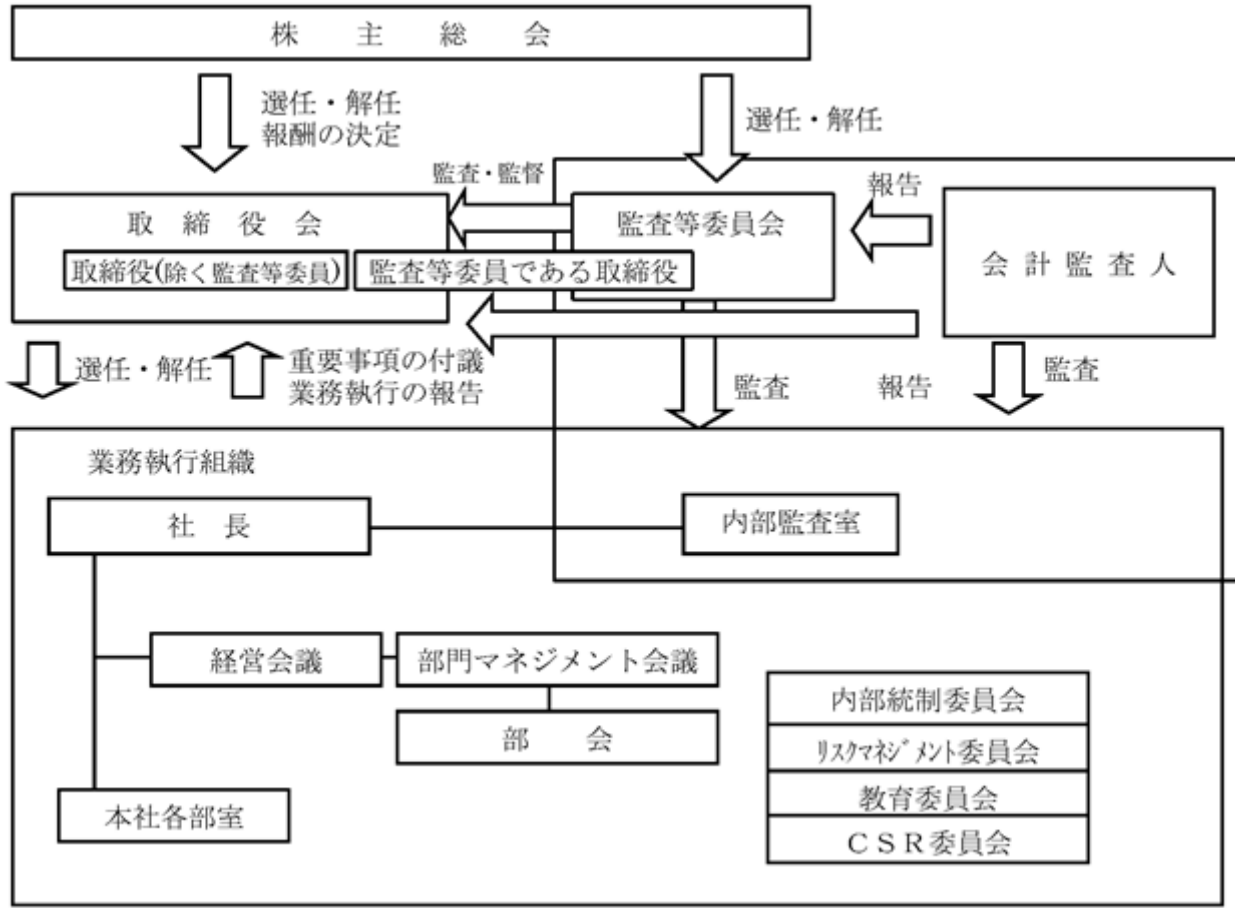 株　主　総　会
選任・解任
報酬の決定
選任・解任
監査・監督
報告
取　締　役　会
監査等委員会
会 計 監 査 人
取締役(除く監査等委員)
監査等委員である取締役
選任・解任
重要事項の付議
業務執行の報告
監査
報告
監査
業務執行組織
社　長
内部監査室
経営会議
部門マネジメント会議
部　　会
本社各部室
内部統制委員会
ﾘｽｸﾏﾈｼﾞﾒﾝﾄ委員会
教育委員会
ＣＳＲ委員会